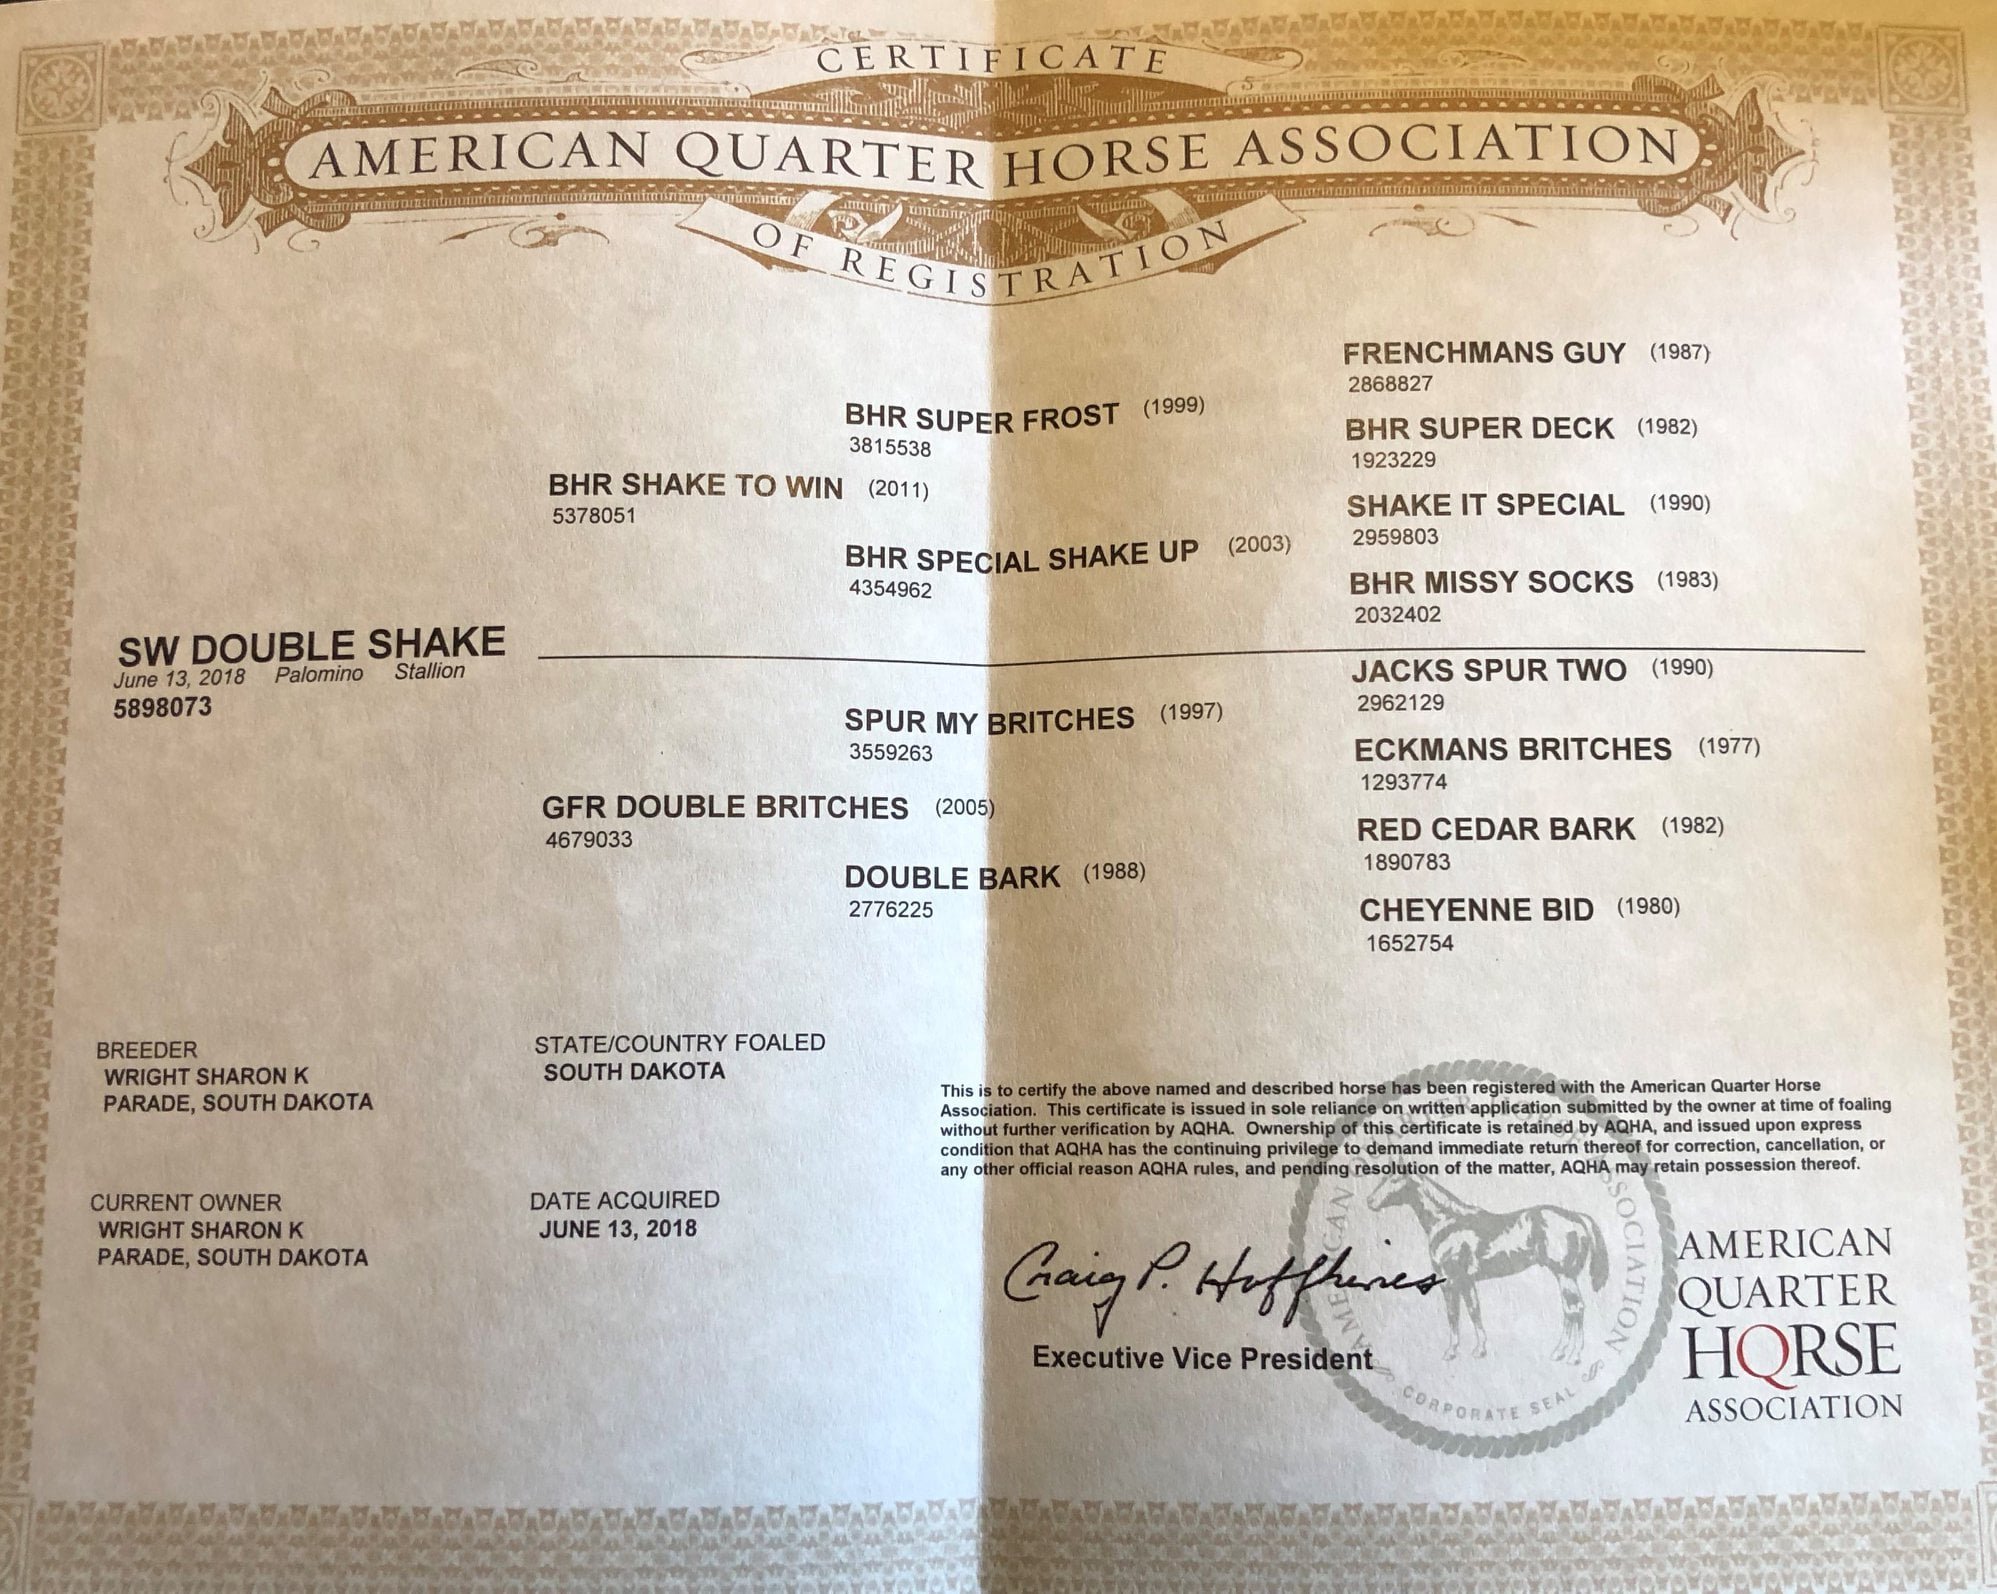 CERTIFICATE
AMERICAN QUARTER HORSE ASSOCIATION
OF REGISTRATION
FRENCHMANS GUY (1987)
2868827
BHR SUPER FROST (1999)
3815538
BHR SUPER DECK (1982)
1923229
BHR SHAKE TO WIN (2011)
5378051
SHAKE IT SPECIAL (1990)
2959803
BHR SPECIAL SHAKE UP (2003)
4354962
BHR MISSY SOCKS (1983)
2032402
SW DOUBLE SHAKE
June 13, 2018 Palomino Stallion
5898073
JACKS SPUR TWO (1990)
2962129
SPUR MY BRITCHES (1997)
3559263
ECKMANS BRITCHES (1977)
1293774
GFR DOUBLE BRITCHES (2005)
4679033
RED CEDAR BARK (1982)
1890783
DOUBLE BARK (1988)
2776225
CHEYENNE BID (1980)
1652754
BREEDER
WRIGHT SHARON K
PARADE, SOUTH DAKOTA
STATE/COUNTRY FOALED
SOUTH DAKOTA
This is to certify the above named and described horse has been registered with the American Quarter Horse
Association. This certificate is issued in sole reliance on written application submitted by the owner at time of foaling
without further verification by AQHA. Ownership of this certificate is retained by AQHA, and issued upon express
condition that AQHA has the continuing privilege to demand immediate return thereof for correction, cancellation, or
any other official reason AQHA rules, and pending resolution of the matter, AQHA may retain possession thereof.
CURRENT OWNER
WRIGHT SHARON K
PARADE, SOUTH DAKOTA
DATE ACQUIRED
JUNE 13, 2018
Craig P. Huffhines
Executive Vice President
AMERICAN QUARTER HORSE ASSOCIATION
CORPORATE SEAL
AMERICAN
QUARTER
HORSE
ASSOCIATION